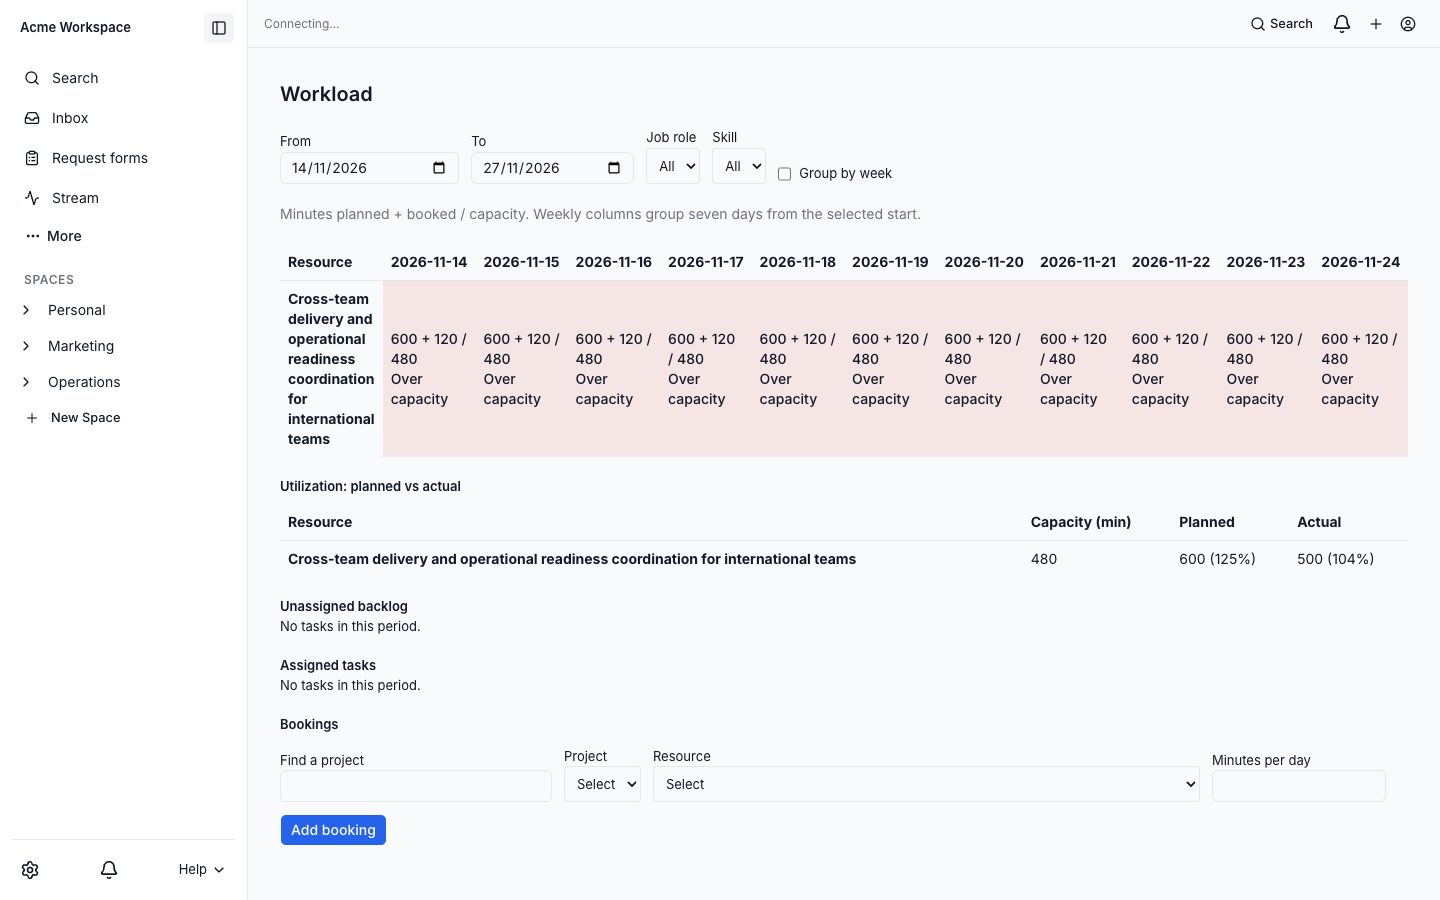 Acme Workspace
Connecting...
Search
Search
Inbox
Request forms
Stream
More
SPACES
Personal
Marketing
Operations
New Space
Help
Workload
From
To
Job role
Skill
14/11/2026
27/11/2026
All
All
Group by week
Minutes planned + booked / capacity. Weekly columns group seven days from the selected start.
Resource 2026-11-14 2026-11-15 2026-11-16 2026-11-17 2026-11-18 2026-11-19 2026-11-20 2026-11-21 2026-11-22 2026-11-23 2026-11-24
Cross-team
delivery and
operational
readiness
coordination
for
international
teams
600 + 120 / 600 + 120 / 600 + 120 / 600 + 120 600 + 120 / 600 + 120 / 600 + 120 / 600 + 120 600 + 120 / 600 + 120 / 600 + 120 /
480 480 480 / 480 480 480 480 / 480 480 480 480
Over Over Over Over Over Over Over Over Over Over Over
capacity capacity capacity capacity capacity capacity capacity capacity capacity capacity capacity
Utilization: planned vs actual
Resource Capacity (min) Planned Actual
Cross-team delivery and operational readiness coordination for international teams 480 600 (125%) 500 (104%)
Unassigned backlog
No tasks in this period.
Assigned tasks
No tasks in this period.
Bookings
Find a project
Project
Resource
Minutes per day
Select
Select
Add booking